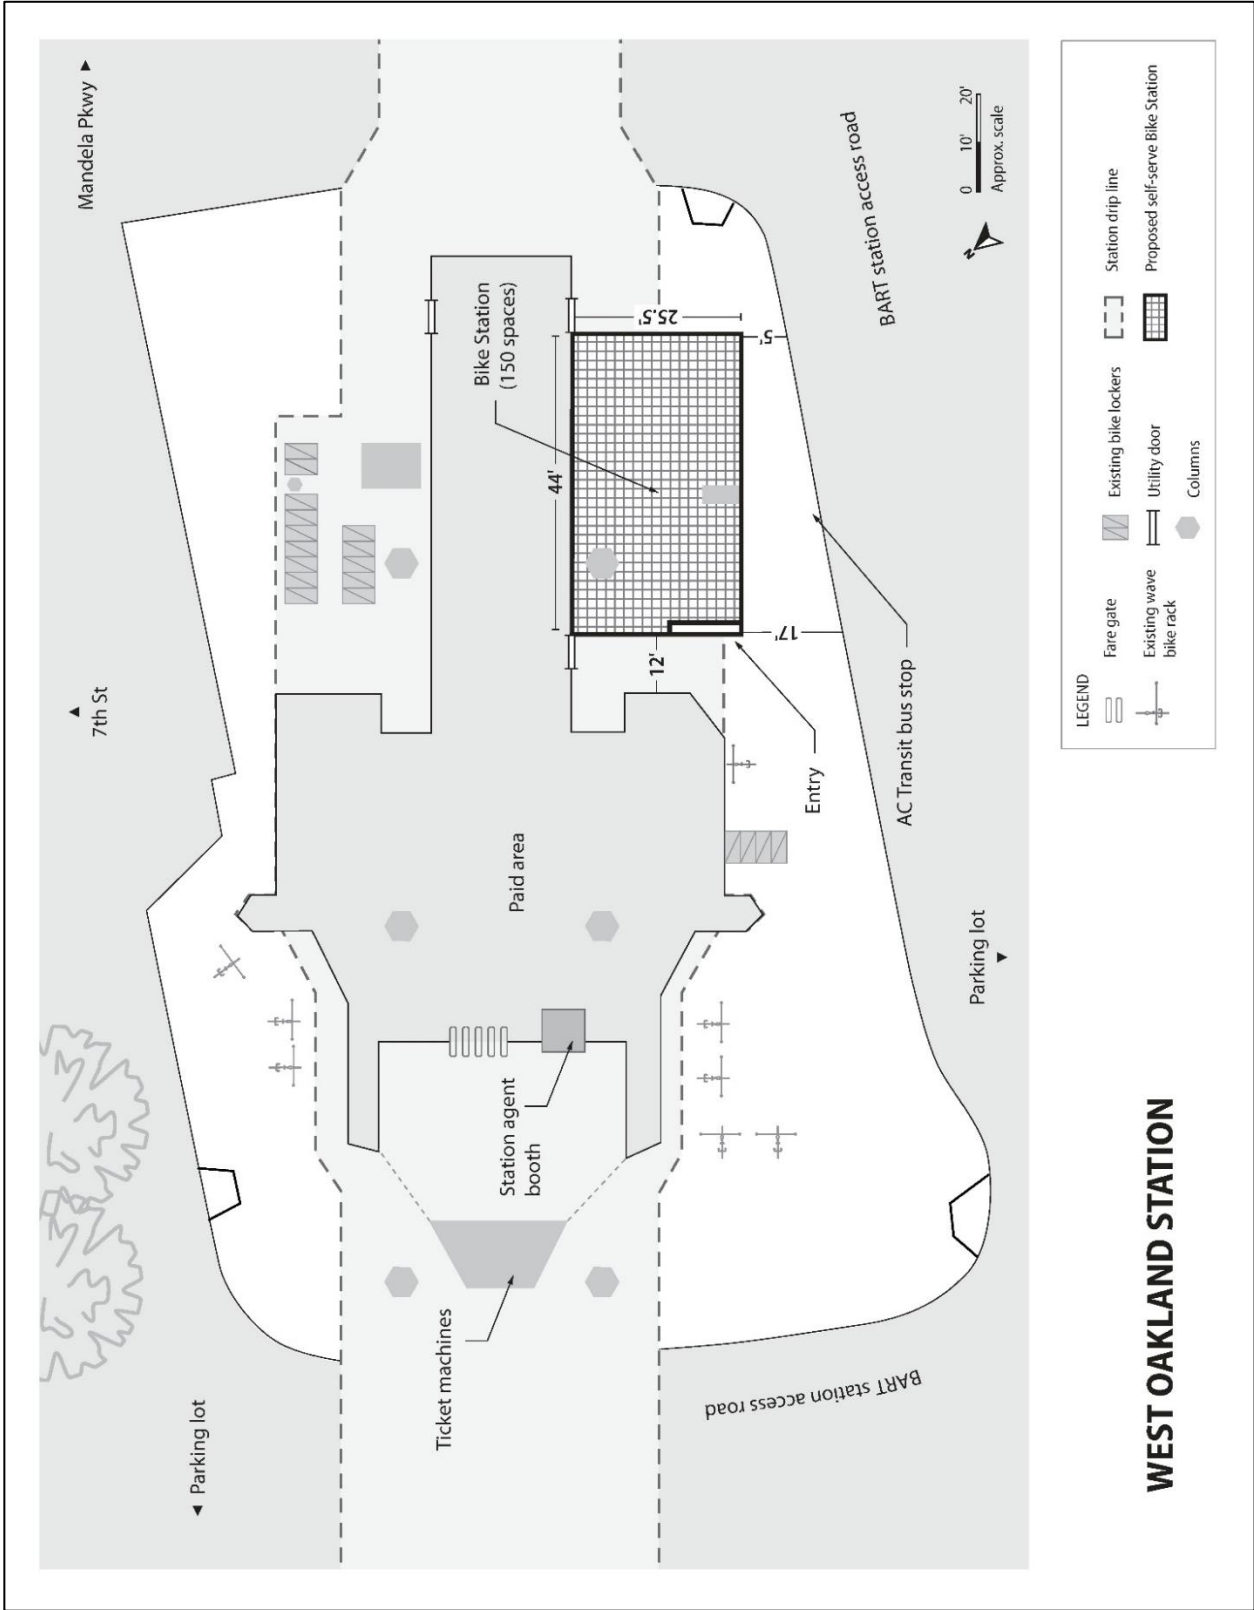 Mandela Pkwy ►
▲
7th St
◄ Parking lot
Bike Station
(150 spaces)
44'
25.5'
5'
12'
17'
Paid area
Station agent
booth
Ticket machines
Entry
AC Transit bus stop
Parking lot
▼
BART station access road
BART station access road
N
0 10' 20'
Approx. scale
LEGEND
Fare gate
Existing wave
bike rack
Existing bike lockers
Utility door
Columns
Station drip line
Proposed self-serve Bike Station
WEST OAKLAND STATION